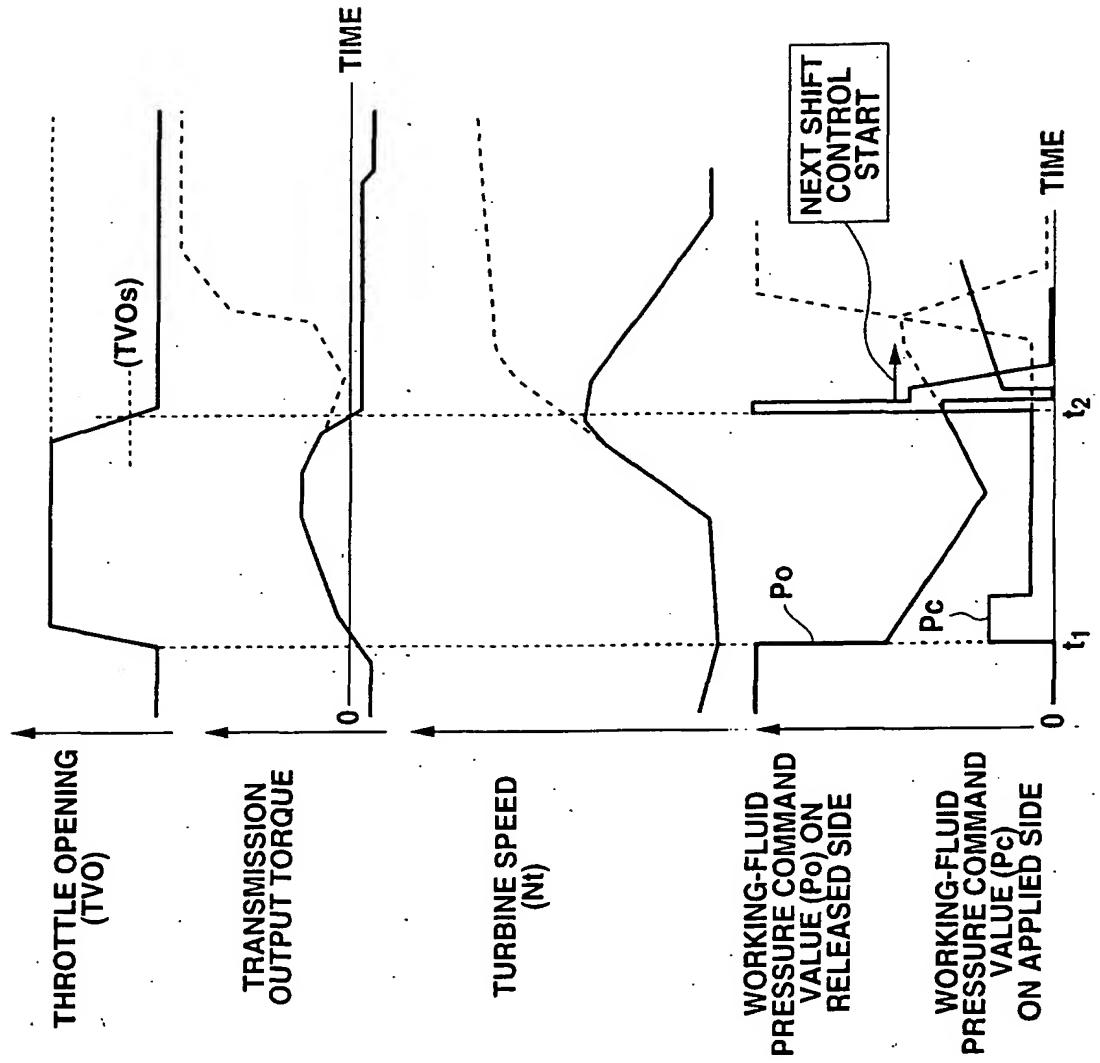 THROTTLE OPENING
(TVO)
(TVOs)
TRANSMISSION
OUTPUT TORQUE
0
TIME
TURBINE SPEED
(Nt)
WORKING-FLUID
PRESSURE COMMAND
VALUE (Po) ON
RELEASED SIDE
Po
NEXT SHIFT
CONTROL
START
WORKING-FLUID
PRESSURE COMMAND
VALUE (Pc)
ON APPLIED SIDE
Pc
0
t1
t2
TIME